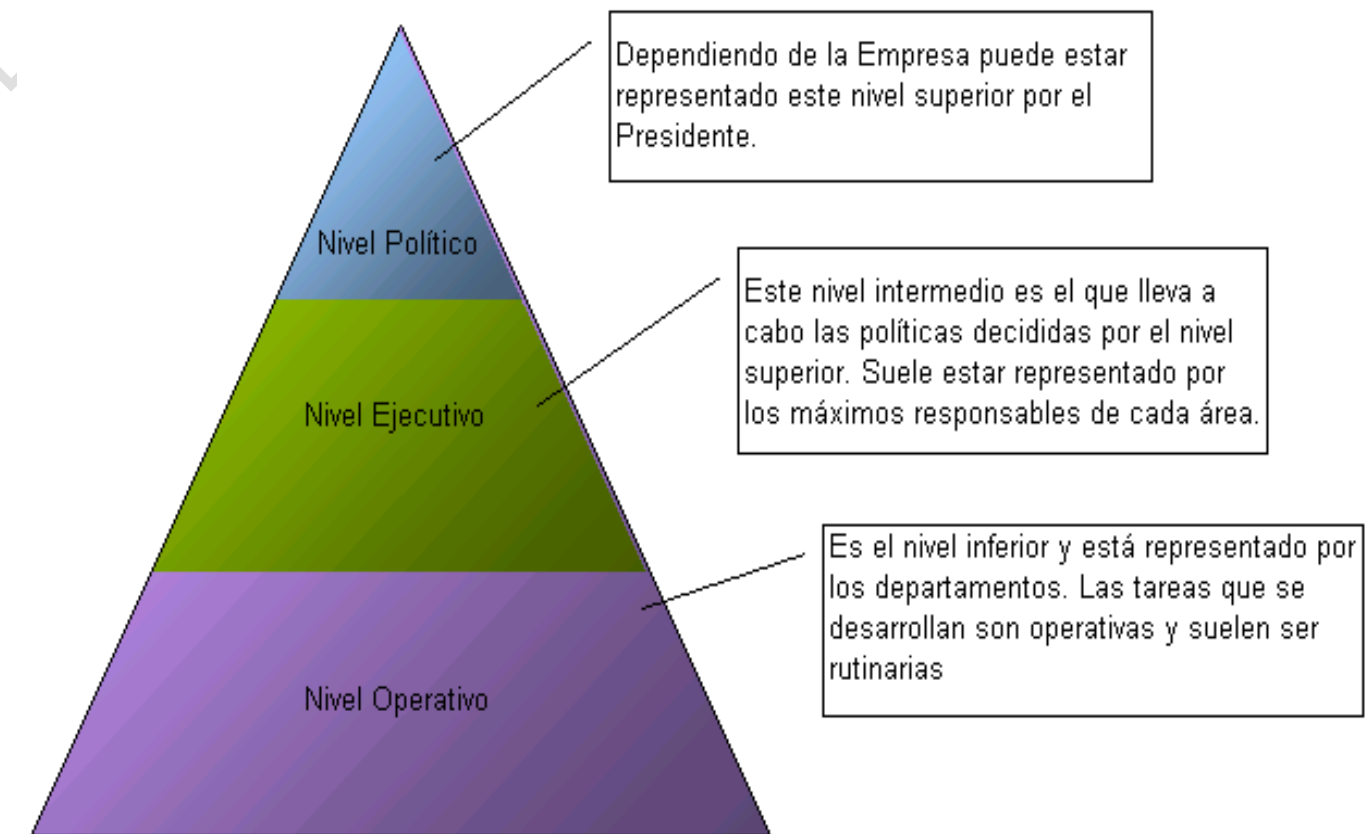 Dependiendo de la Empresa puede estar
representado este nivel superior por el
Presidente.
Nivel Político
Este nivel intermedio es el que lleva a
cabo las políticas decididas por el nivel
superior. Suele estar representado por
los máximos responsables de cada área.
Nivel Ejecutivo
Es el nivel inferior y está representado por
los departamentos. Las tareas que se
desarrollan son operativas y suelen ser
rutinarias
Nivel Operativo